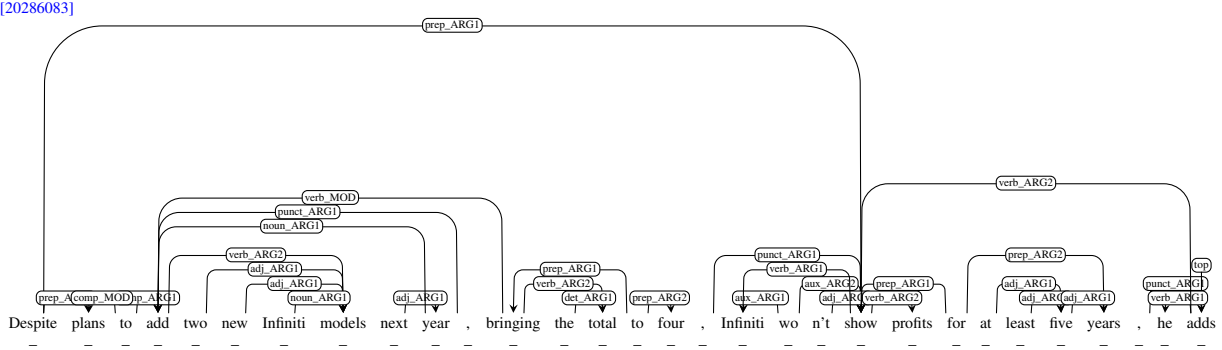 [20286083]
prep_ARG1
verb_ARG2
verb_MOD
punct_ARG1
noun_ARG1
verb_ARG2 punct_ARG1 prep_ARG2
adj_ARG1 prep_ARG1 verb_ARG1 top
adj_ARG1 verb_ARG2 aux_ARG2 prep_ARG1 adj_ARG1 punct_ARG1
comp_MOD noun_ARG1 adj_ARG1 det_ARG1 prep_ARG2 aux_ARG1 verb_ARG2 adj_ARG1 verb_ARG1
Despite plans to add two new Infiniti models next year , bringing the total to four , Infiniti wo n't show profits for at least five years , he adds
_ _ _ _ _ _ _ _ _ _ _ _ _ _ _ _ _ _ _ _ _ _ _ _ _ _ _ _ _ _